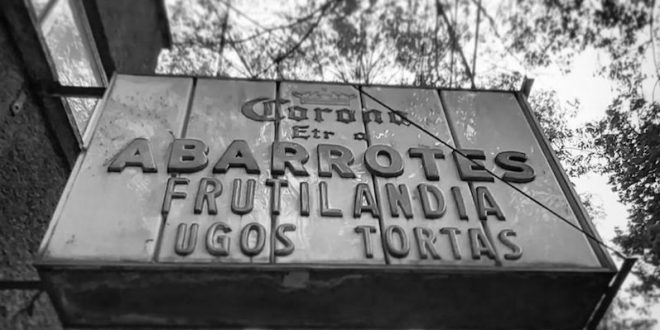 Corona
ABARROTES
FRUTILANDIA
UGOS TORTAS